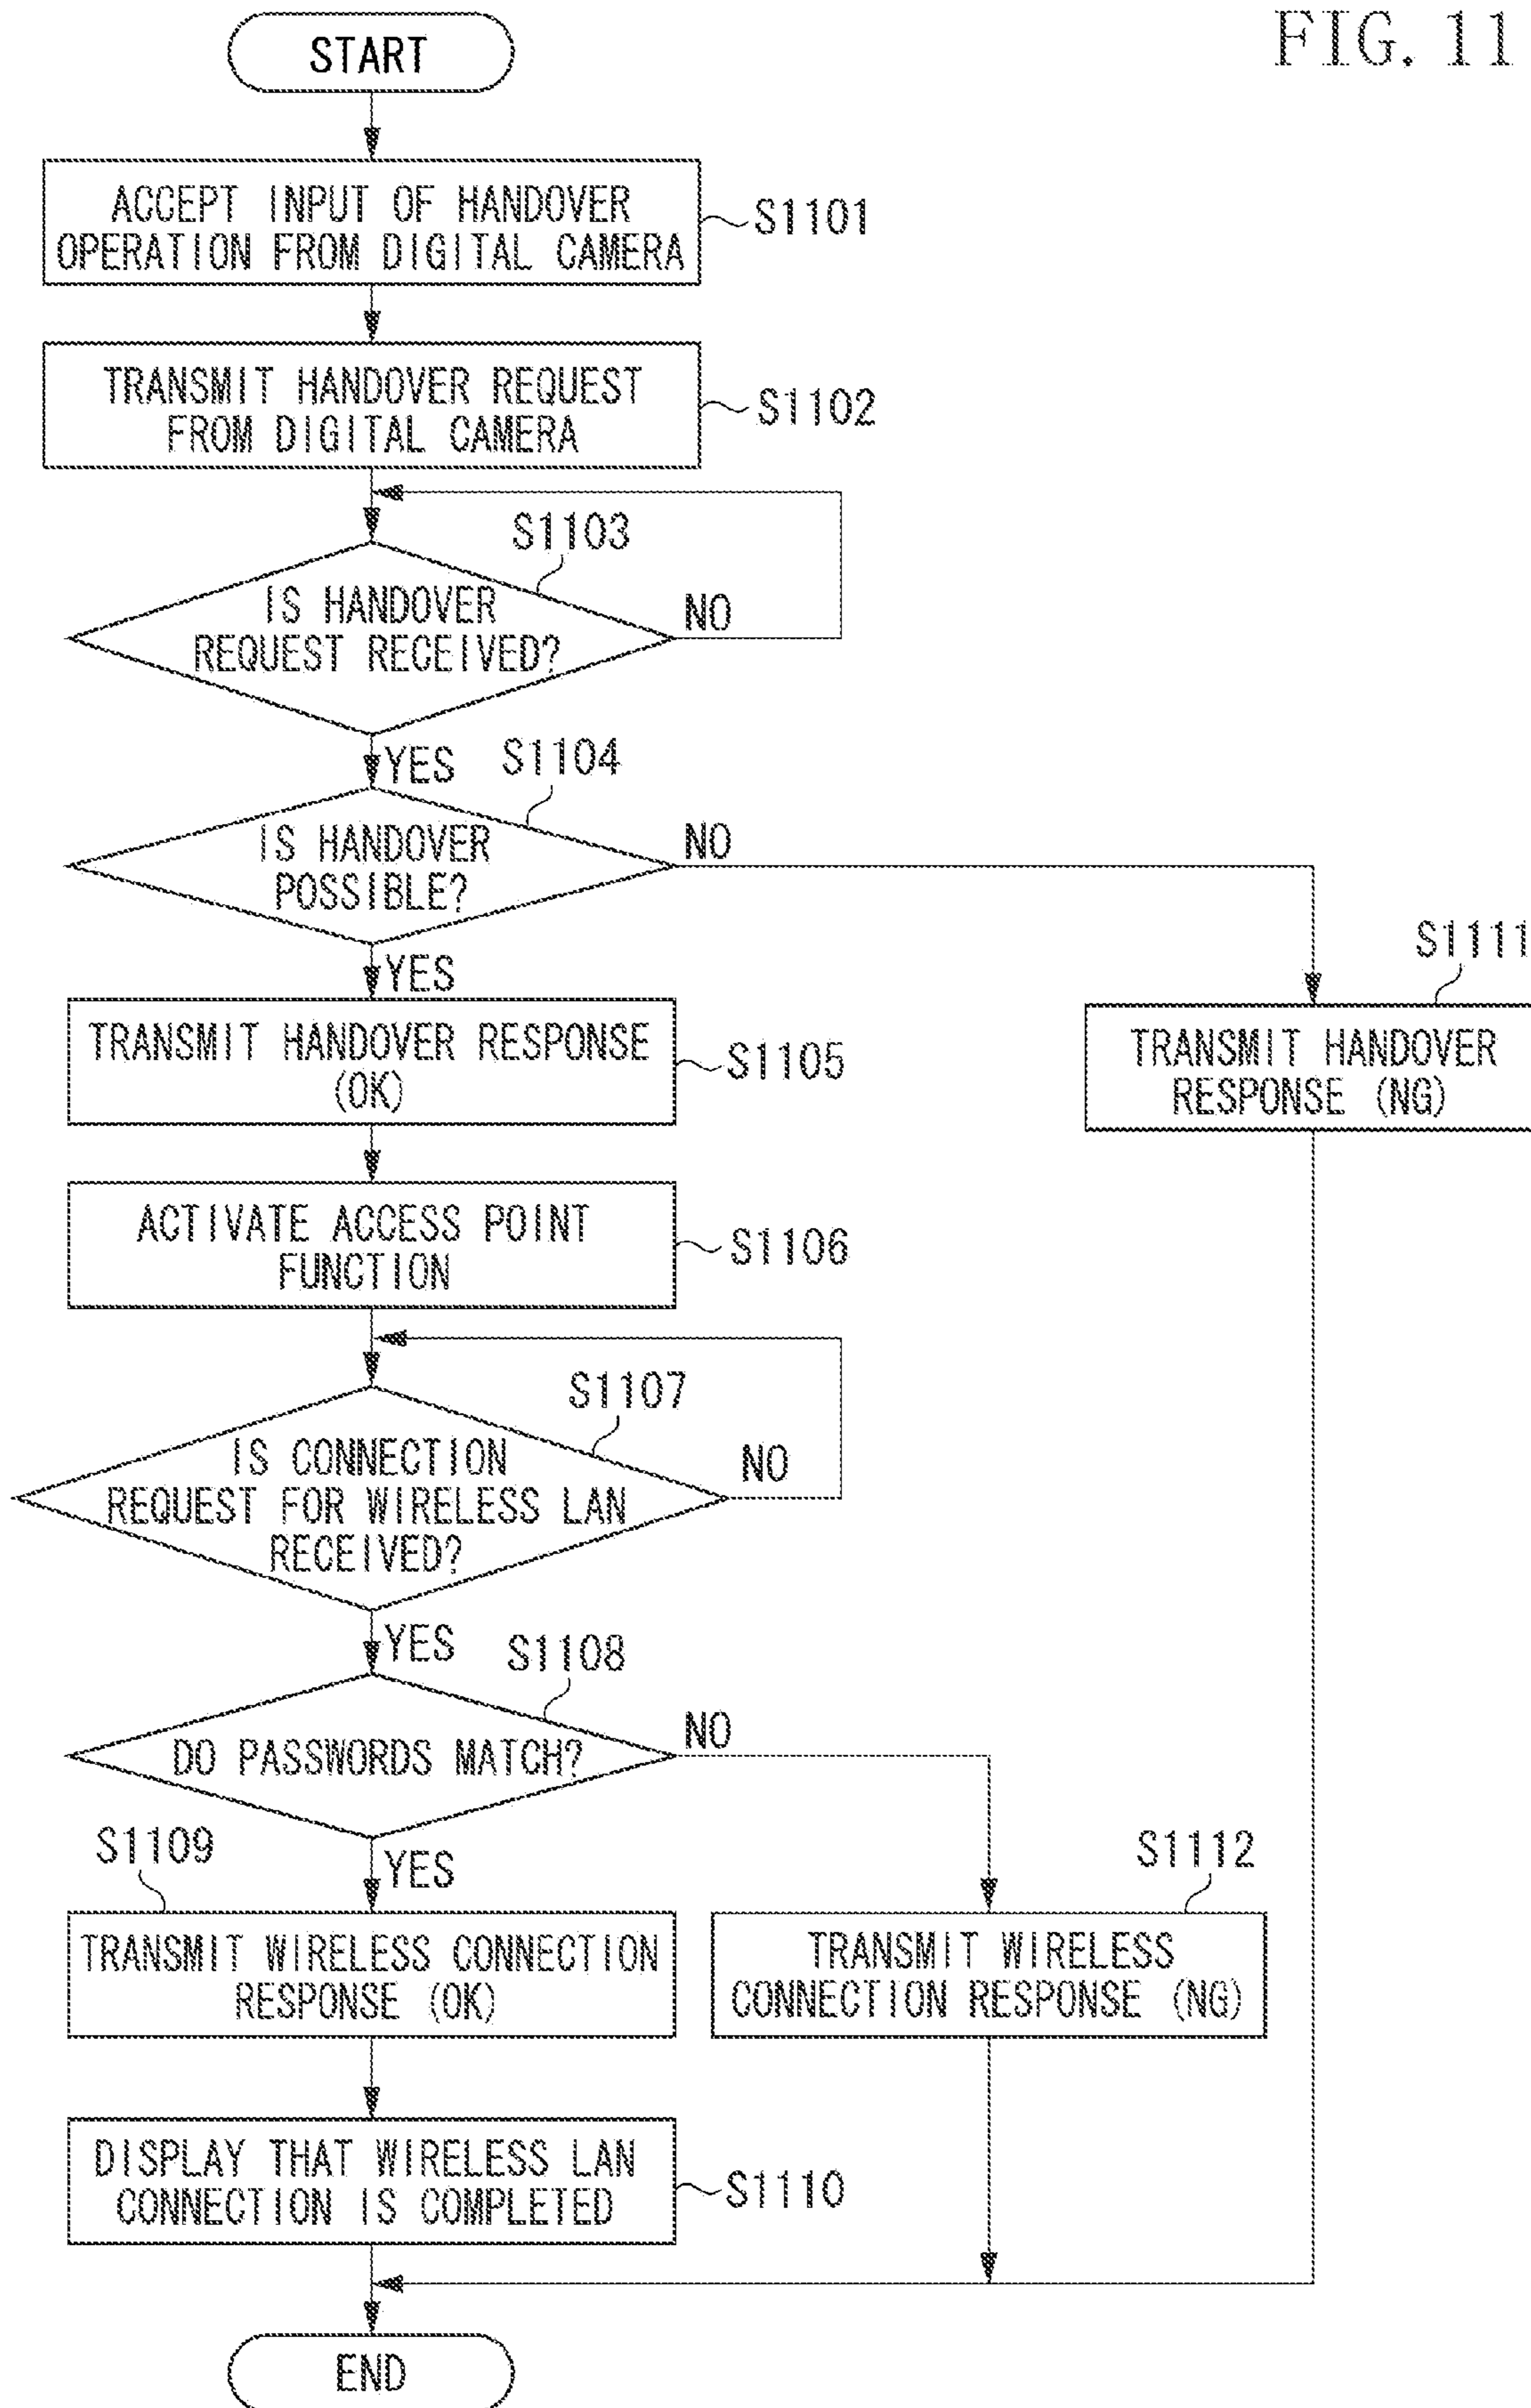 FIG. 11
START
ACCEPT INPUT OF HANDOVER
OPERATION FROM DIGITAL CAMERA
S1101
TRANSMIT HANDOVER REQUEST
FROM DIGITAL CAMERA
S1102
S1103
IS HANDOVER
REQUEST RECEIVED?
NO
YES
S1104
IS HANDOVER
POSSIBLE?
NO
YES
S1111
TRANSMIT HANDOVER
RESPONSE (NG)
TRANSMIT HANDOVER RESPONSE
(OK)
S1105
ACTIVATE ACCESS POINT
FUNCTION
S1106
S1107
IS CONNECTION
REQUEST FOR WIRELESS LAN
RECEIVED?
NO
YES
S1108
DO PASSWORDS MATCH?
NO
YES
S1109
TRANSMIT WIRELESS CONNECTION
RESPONSE (OK)
S1112
TRANSMIT WIRELESS
CONNECTION RESPONSE (NG)
DISPLAY THAT WIRELESS LAN
CONNECTION IS COMPLETED
S1110
END